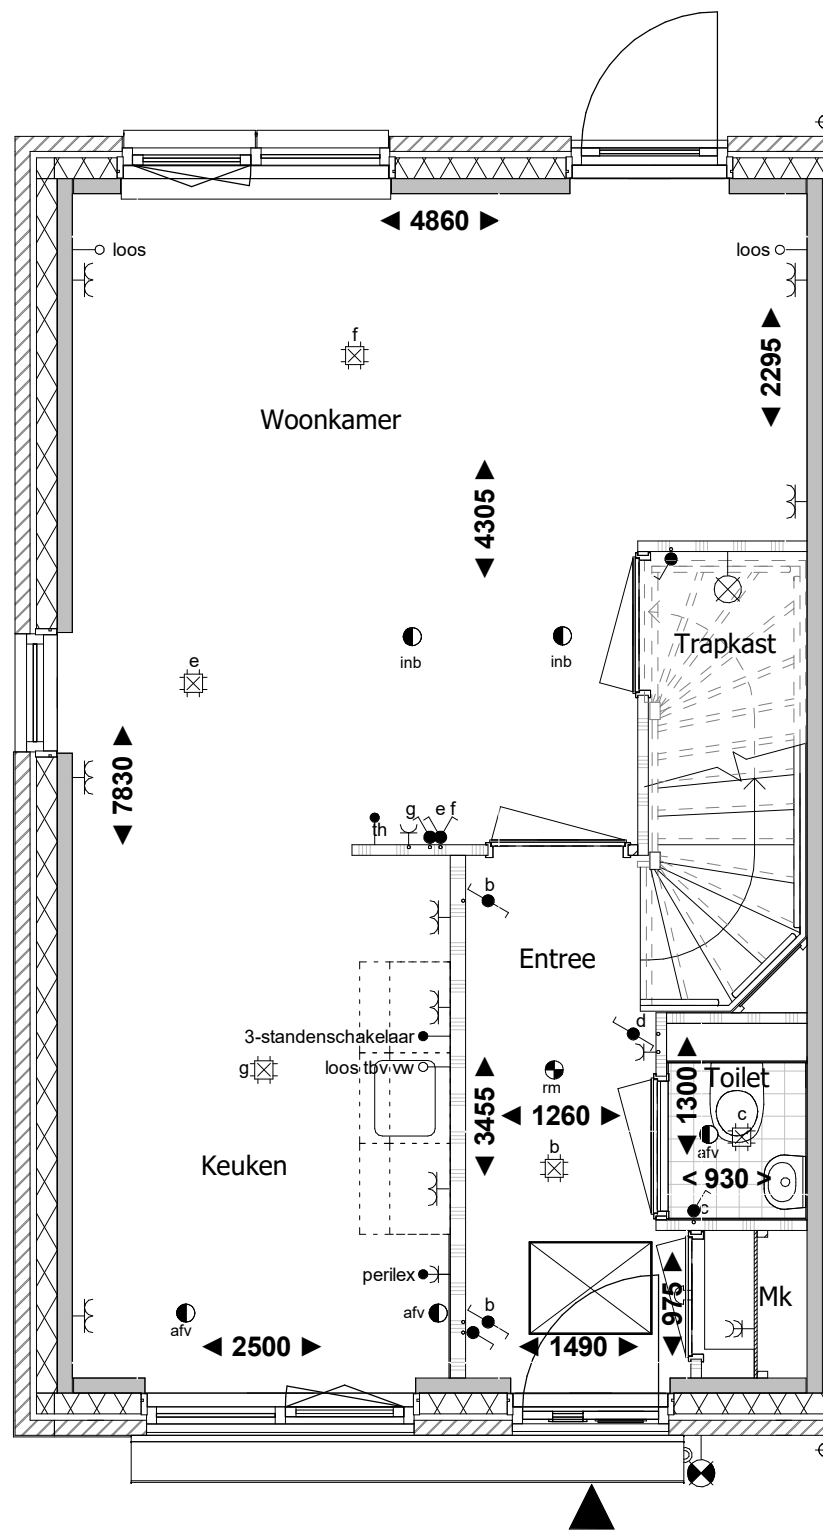 4860
loos
loos
f
2295
Woonkamer
4305
inb
inb
Trapkast
e
7830
g
e f
th
b
Entree
3-standenschakelaar
d
g
loos tbv vw
rm
1300
Toilet
c
3455
1260
afv
b
Keuken
< 930 >
c
perilex
975
Mk
afv
afv
b
2500
1490